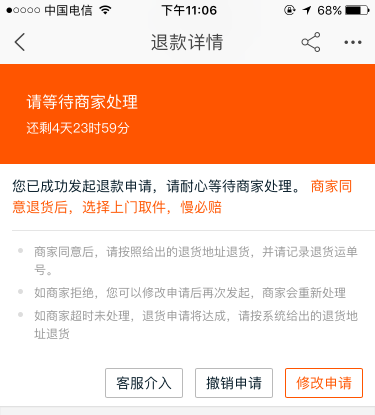 中国电信 下午11:06 68%
退款详情
请等待商家处理
还剩4天23时59分
您已成功发起退款申请，请耐心等待商家处理。 商家同
意退货后，选择上门取件，慢必赔
商家同意后，请按照给出的退货地址退货，并请记录退货运单
号。
如商家拒绝，您可以修改申请后再次发起，商家会重新处理
如商家超时未处理，退货申请将达成，请按系统给出的退货地
址退货
客服介入 撤销申请 修改申请